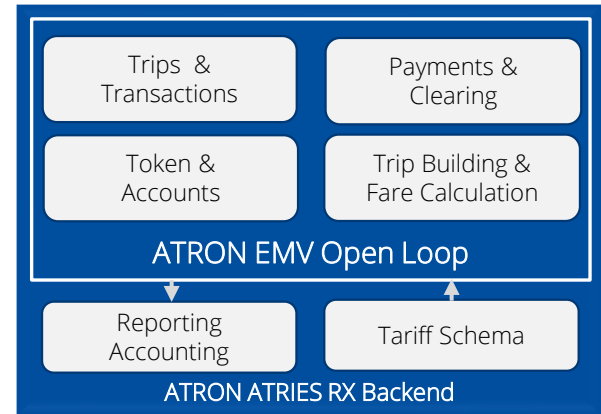 Trips &
Transactions
Payments &
Clearing
Token &
Accounts
Trip Building &
Fare Calculation
ATRON EMV Open Loop
Reporting
Accounting
Tariff Schema
ATRON ATRIES RX Backend